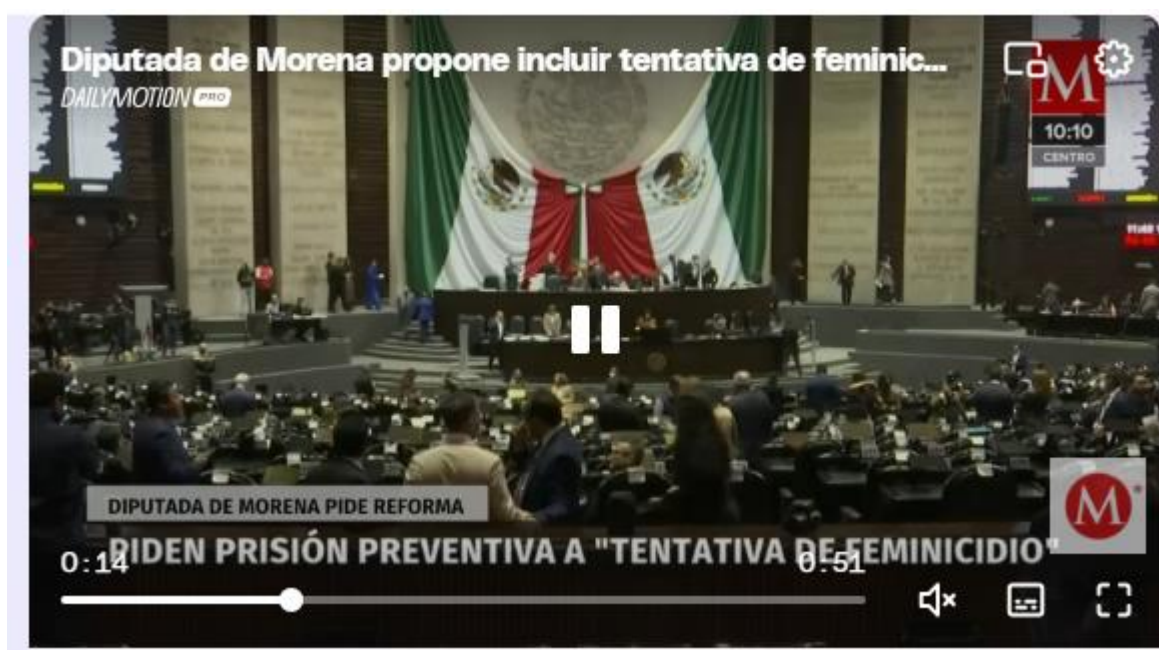 Diputada de Morena propone incluir tentativa de feminic...
DAILYMOTION PRO
M
10:10
CENTRO
DIPUTADA DE MORENA PIDE REFORMA
PIDEN PRISIÓN PREVENTIVA A "TENTATIVA DE FEMINICIDIO"
M
0:14
0:51